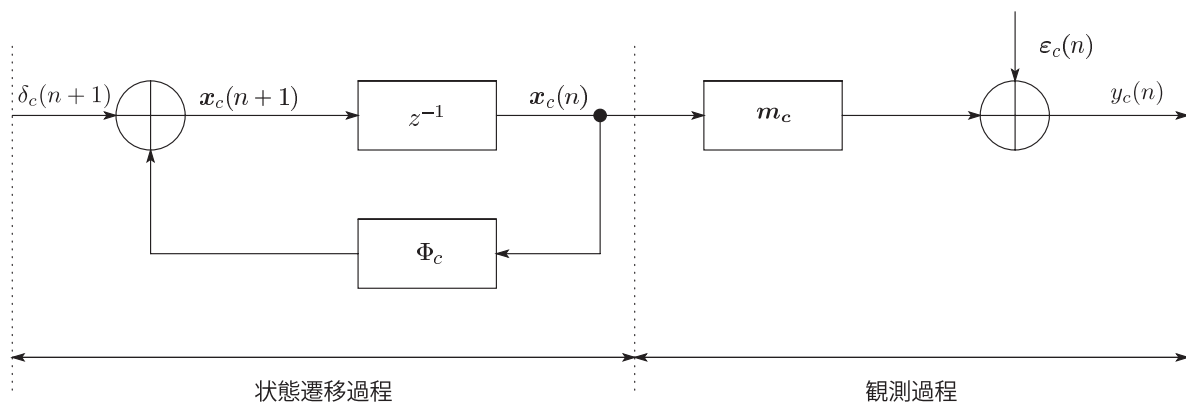 ε_c(n)
δ_c(n+1)
x_c(n+1)
z^{-1}
x_c(n)
m_c
y_c(n)
Φ_c
状態遷移過程
観測過程